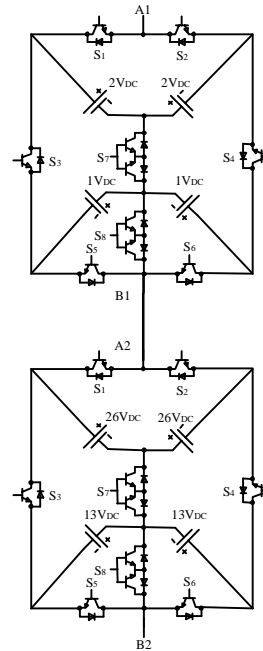 A1
S1 S2
2VDC 2VDC
S3 S7 S4
1VDC 1VDC
S8
S5 S6
B1
A2
S1 S2
26VDC 26VDC
S3 S7 S4
13VDC 13VDC
S8
S5 S6
B2